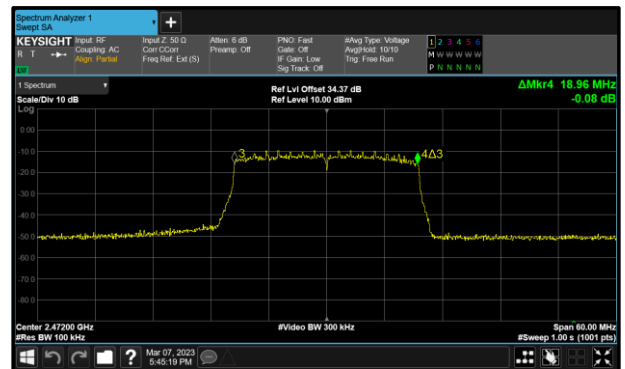 Spectrum Analyzer 1
Swept SA
+
KEYSIGHT
R T
LW
Input: RF
Coupling: AC
Align: Partial
Input Z: 50 Ω
Corr CCorr
Freq Ref: Ext (S)
Atten: 6 dB
Preamp: Off
PNO: Fast
Gate: Off
IF Gain: Low
Sig Track: Off
#Avg Type: Voltage
Avg|Hold: 10/10
Trig: Free Run
1 2 3 4 5 6
M W W W W W
P N N N N N
1 Spectrum
Scale/Div 10 dB
Ref Lvl Offset 34.37 dB
Ref Level 10.00 dBm
ΔMkr4 18.96 MHz
-0.08 dB
Log
0.00
-10.0
-20.0
-30.0
-40.0
-50.0
-60.0
-70.0
-80.0
3
4Δ3
Center 2.47200 GHz
#Res BW 100 kHz
#Video BW 300 kHz
Span 60.00 MHz
#Sweep 1.00 s (1001 pts)
?
Mar 07, 2023
5:45:19 PM